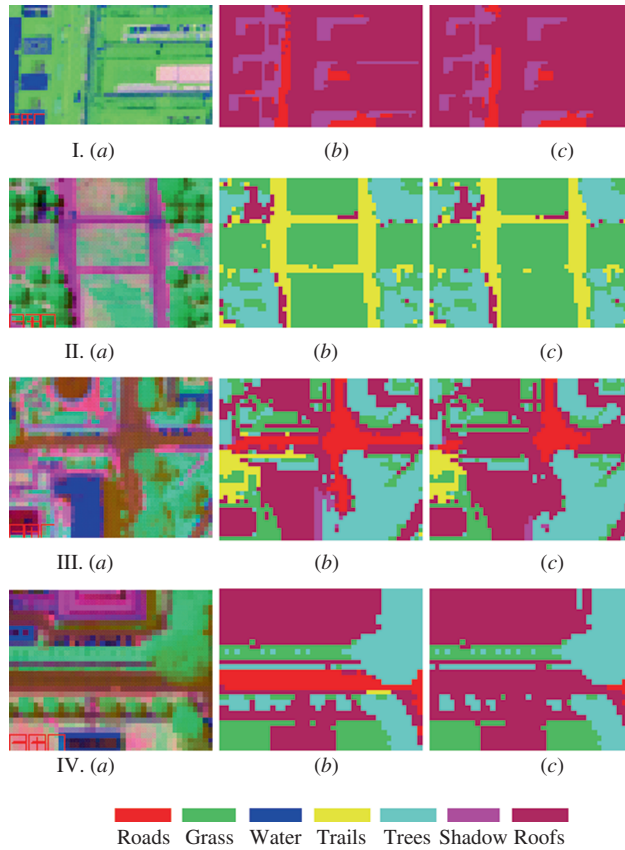 I. (a) (b) (c)
II. (a) (b) (c)
III. (a) (b) (c)
IV. (a) (b) (c)
Roads Grass Water Trails Trees Shadow Roofs